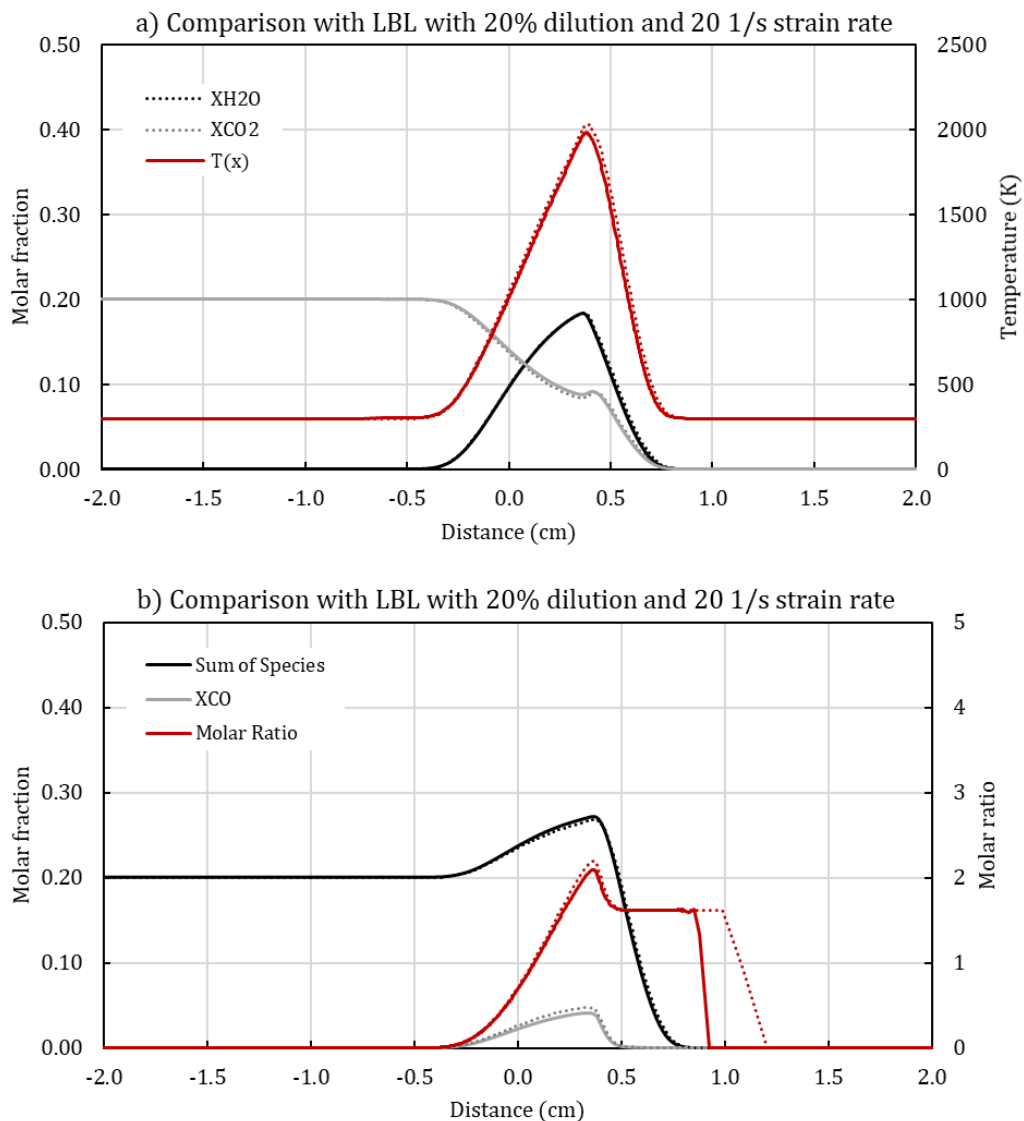 a) Comparison with LBL with 20% dilution and 20 1/s strain rate
0.50
0.40
0.30
0.20
0.10
0.00
Molar fraction
XH2O
XCO2
T(x)
2500
2000
1500
1000
500
0
Temperature (K)
-2.0 -1.5 -1.0 -0.5 0.0 0.5 1.0 1.5 2.0
Distance (cm)
b) Comparison with LBL with 20% dilution and 20 1/s strain rate
0.50
0.40
0.30
0.20
0.10
0.00
Molar fraction
Sum of Species
XCO
Molar Ratio
5
4
3
2
1
0
Molar ratio
-2.0 -1.5 -1.0 -0.5 0.0 0.5 1.0 1.5 2.0
Distance (cm)